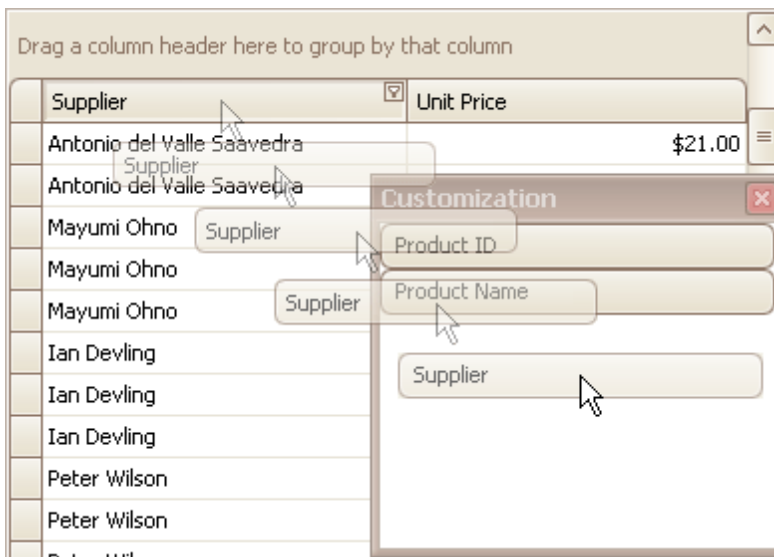 Drag a column header here to group by that column
Supplier
Unit Price
Antonio del Valle Saavedra
$21.00
Supplier
Antonio del Valle Saavedra
Customization
Mayumi Ohno
Supplier
Product ID
Mayumi Ohno
Product Name
Mayumi Ohno
Supplier
Ian Devling
Supplier
Ian Devling
Ian Devling
Peter Wilson
Peter Wilson